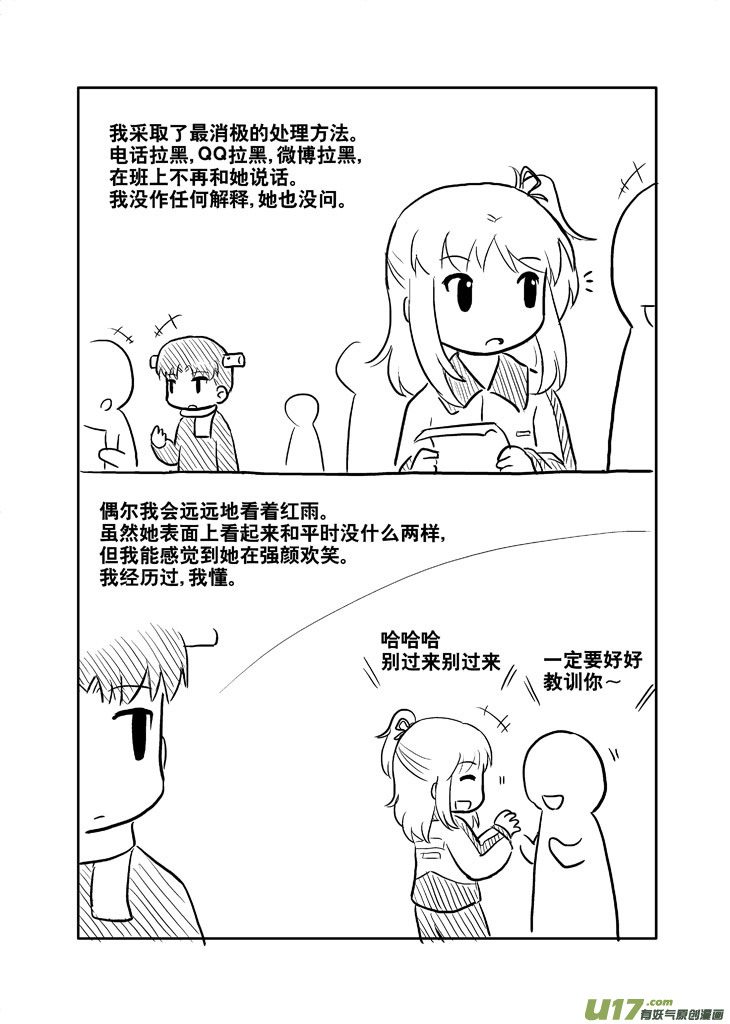 我采取了最消极的处理方法。
电话拉黑,QQ拉黑,微博拉黑,
在班上不再和她说话。
我没作任何解释,她也没问。
偶尔我会远远地看着红雨。
虽然她表面上看起来和平时没什么两样,
但我能感觉到她在强颜欢笑。
我经历过,我懂。
哈哈哈
别过来别过来
一定要好好
教训你～
U17.com
有妖气原创漫画